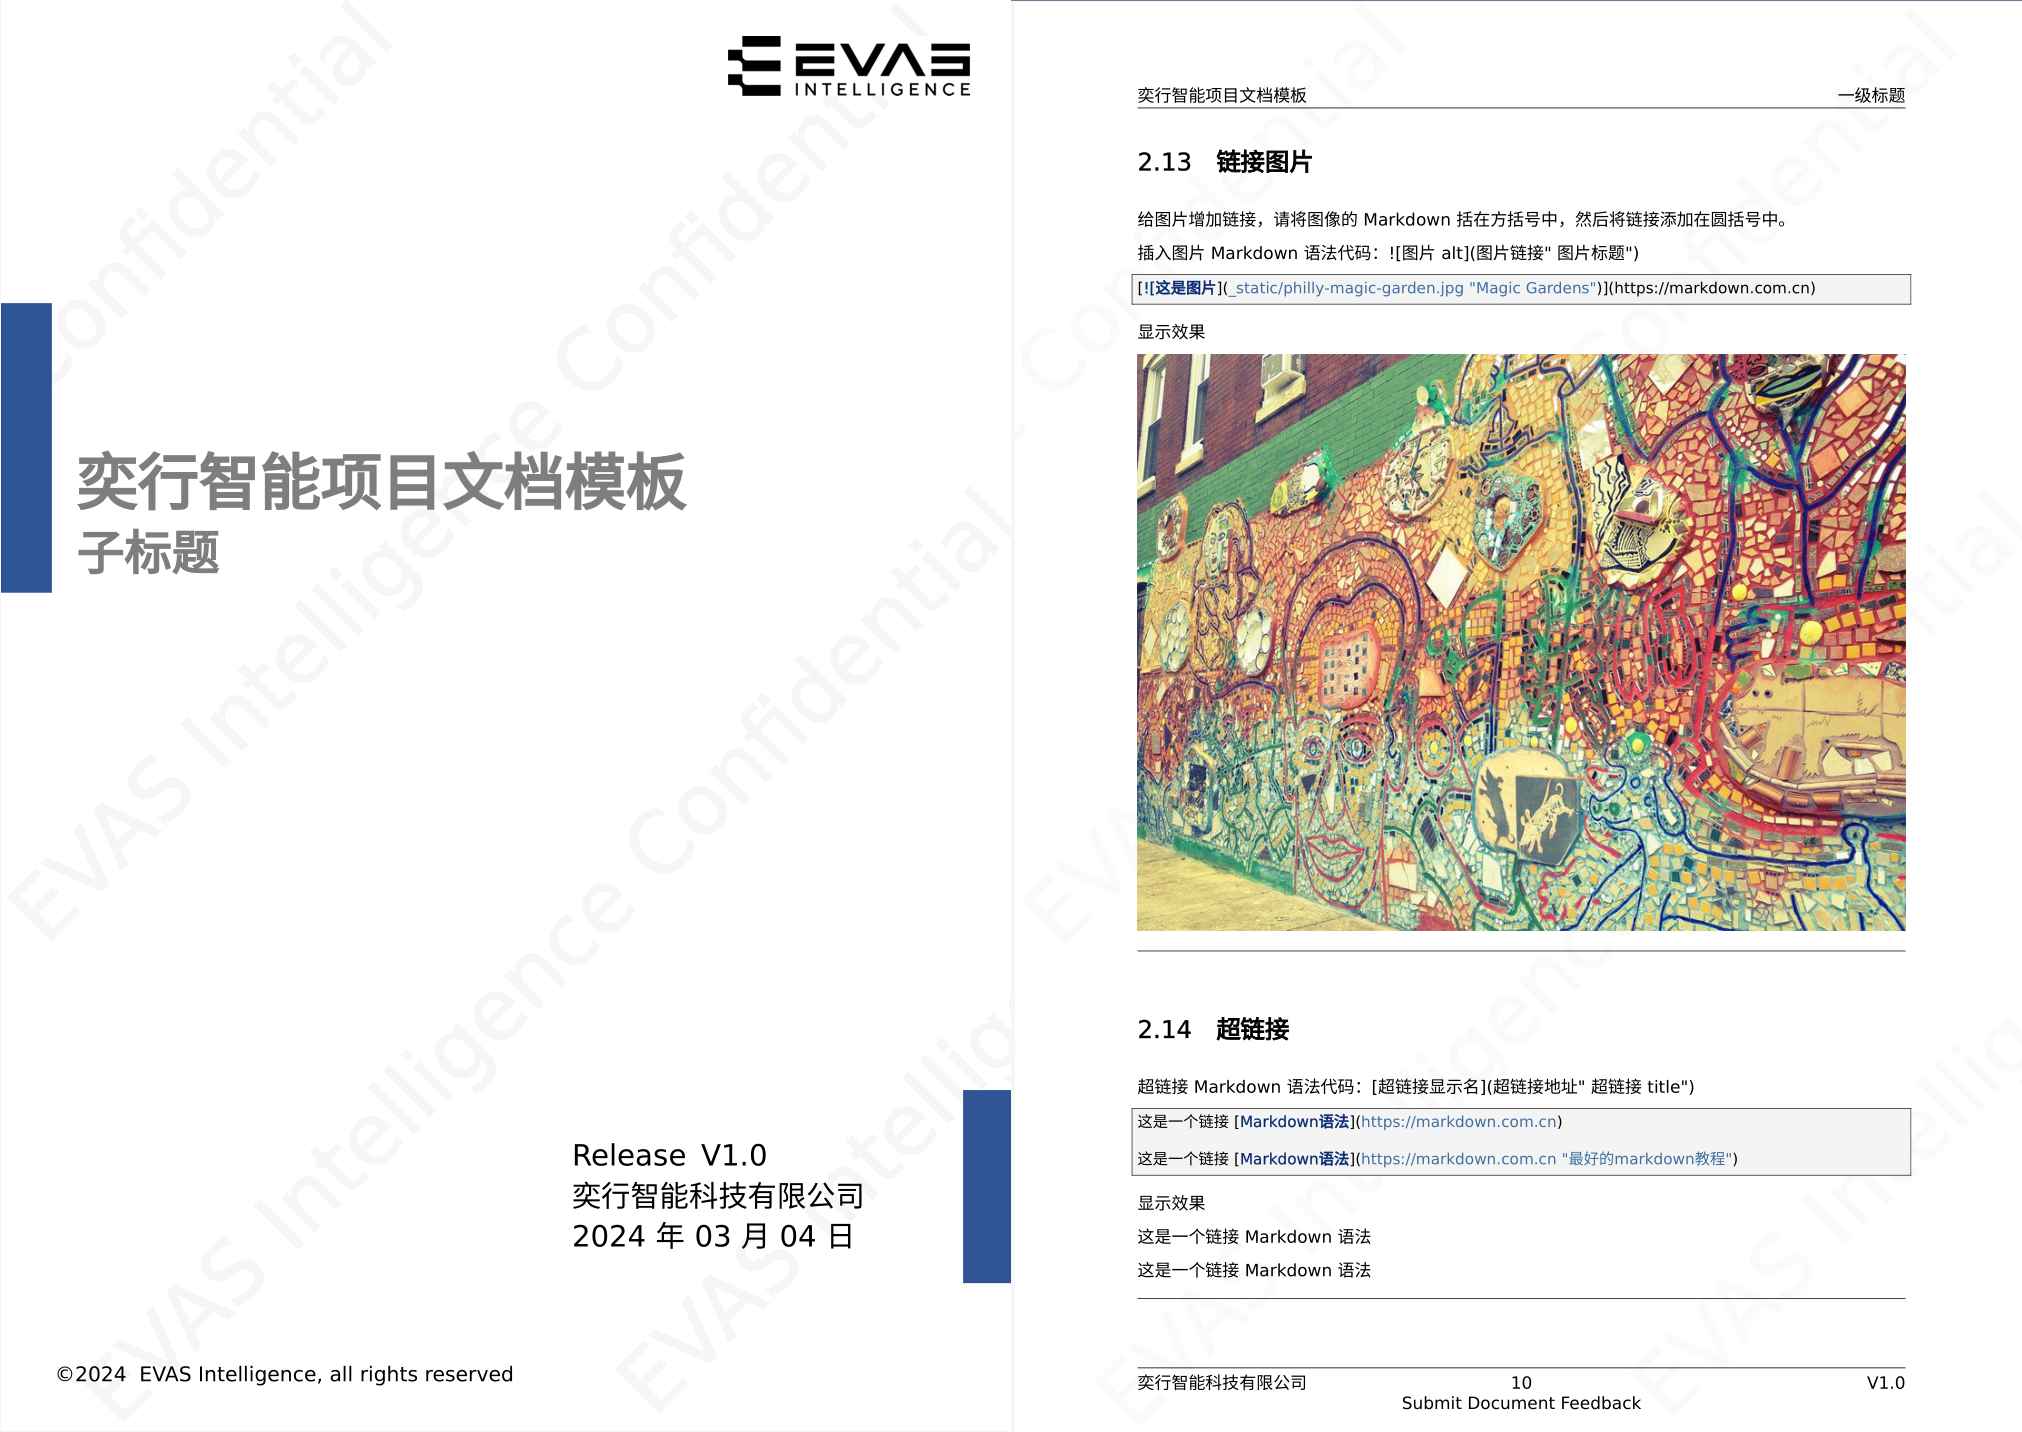 EVAS
INTELLIGENCE
奕行智能项目文档模板
子标题
Release V1.0
奕行智能科技有限公司
2024 年 03 月 04 日
©2024 EVAS Intelligence, all rights reserved
EVAS Intelligence Confidential
EVAS Intelligence Confidential
奕行智能项目文档模板 一级标题
2.13 链接图片
给图片增加链接，请将图像的 Markdown 括在方括号中，然后将链接添加在圆括号中。
插入图片 Markdown 语法代码：![图片 alt](图片链接" 图片标题")
[![这是图片](_static/philly-magic-garden.jpg "Magic Gardens")](https://markdown.com.cn)
显示效果
2.14 超链接
超链接 Markdown 语法代码：[超链接显示名](超链接地址" 超链接 title")
这是一个链接 [Markdown语法](https://markdown.com.cn)
这是一个链接 [Markdown语法](https://markdown.com.cn "最好的markdown教程")
显示效果
这是一个链接 Markdown 语法
这是一个链接 Markdown 语法
奕行智能科技有限公司 10 V1.0
Submit Document Feedback